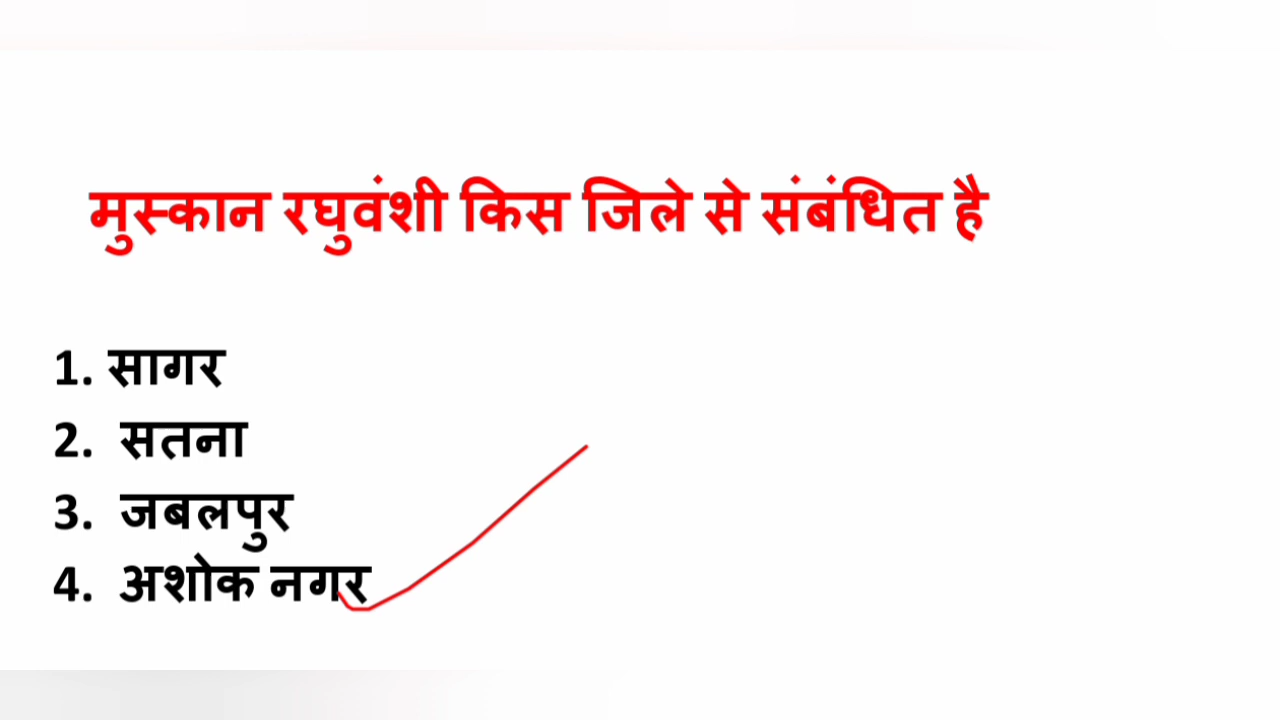 मुस्कान रघुवंशी किस जिले से संबंधित है
1. सागर
2. सतना
3. जबलपुर
4. अशोक नगर